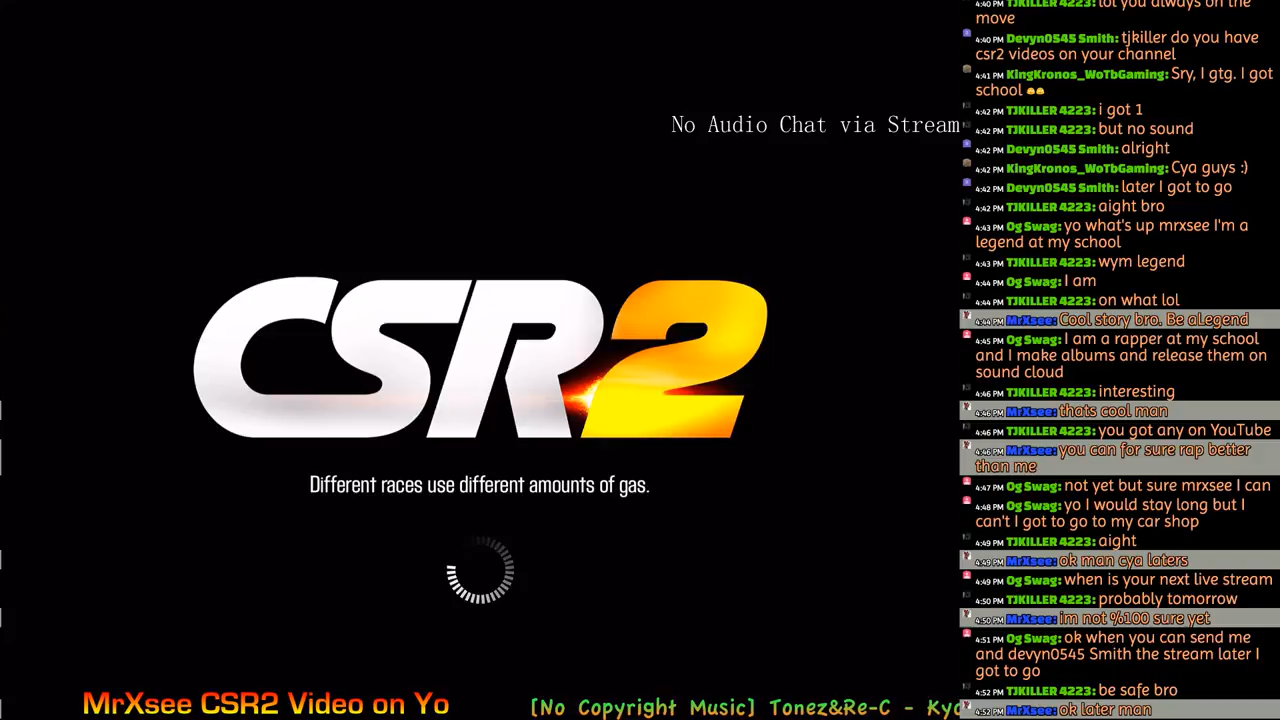 No Audio Chat via Stream
CSR2
Different races use different amounts of gas.
MrXsee CSR2 Video on Yo
[No Copyright Music] Tonez&Re-C - Kyo
4:40 PM TJKILLER 4223: lol you always on the
move
4:40 PM Devyn0545 Smith: tjkiller do you have
csr2 videos on your channel
4:41 PM KingKronos_WoTbGaming: Sry, I gtg. I got
school
4:42 PM TJKILLER 4223: i got 1
4:42 PM TJKILLER 4223: but no sound
4:42 PM Devyn0545 Smith: alright
4:42 PM KingKronos_WoTbGaming: Cya guys :)
4:42 PM Devyn0545 Smith: later I got to go
4:42 PM TJKILLER 4223: aight bro
4:43 PM Og Swag: yo what's up mrxsee I'm a
legend at my school
4:43 PM TJKILLER 4223: wym legend
4:44 PM Og Swag: I am
4:44 PM TJKILLER 4223: on what lol
4:44 PM MrXsee: Cool story bro. Be aLegend
4:45 PM Og Swag: I am a rapper at my school
and I make albums and release them on
sound cloud
4:46 PM TJKILLER 4223: interesting
4:46 PM MrXsee: thats cool man
4:46 PM TJKILLER 4223: you got any on YouTube
4:46 PM MrXsee: you can for sure rap better
than me
4:47 PM Og Swag: not yet but sure mrxsee I can
4:48 PM Og Swag: yo I would stay long but I
can't I got to go to my car shop
4:49 PM TJKILLER 4223: aight
4:49 PM MrXsee: ok man cya laters
4:49 PM Og Swag: when is your next live stream
4:50 PM TJKILLER 4223: probably tomorrow
4:50 PM MrXsee: im not %100 sure yet
4:51 PM Og Swag: ok when you can send me
and devyn0545 Smith the stream later I
got to go
4:52 PM TJKILLER 4223: be safe bro
4:52 PM MrXsee: ok later man